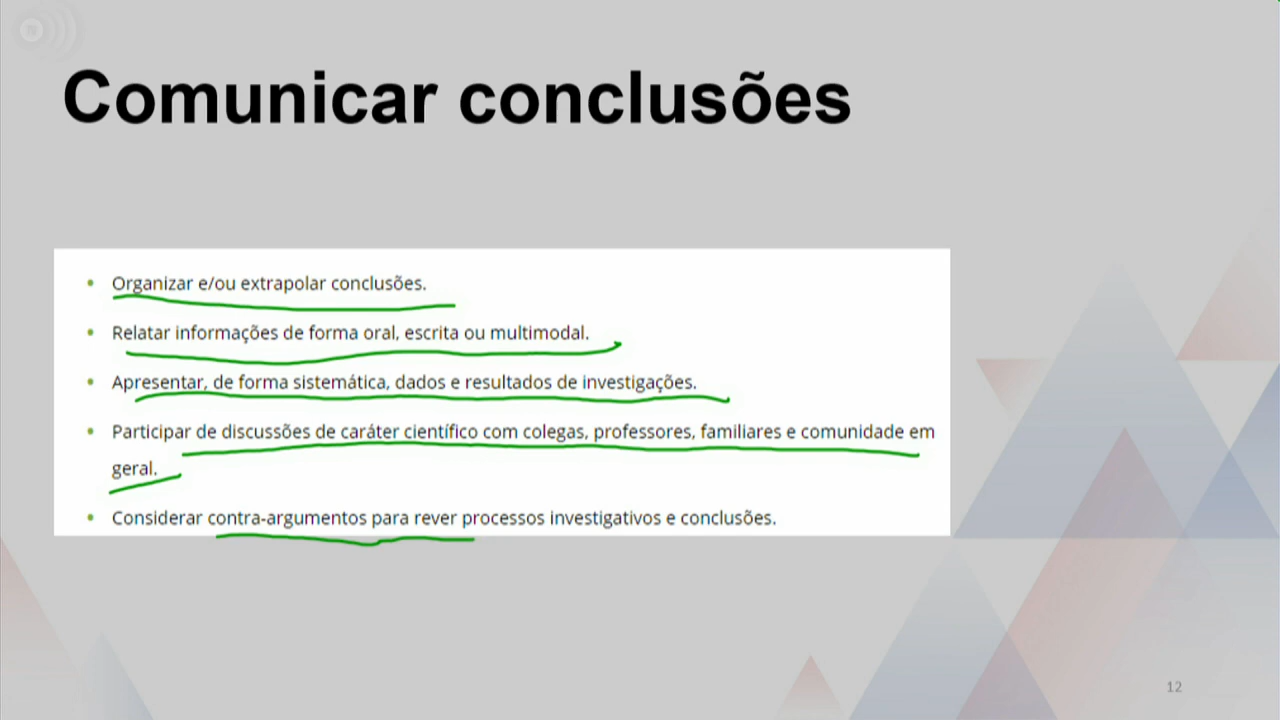 Comunicar conclusões
• Organizar e/ou extrapolar conclusões.
• Relatar informações de forma oral, escrita ou multimodal.
• Apresentar, de forma sistemática, dados e resultados de investigações.
• Participar de discussões de caráter científico com colegas, professores, familiares e comunidade em
geral.
• Considerar contra-argumentos para rever processos investigativos e conclusões.
12